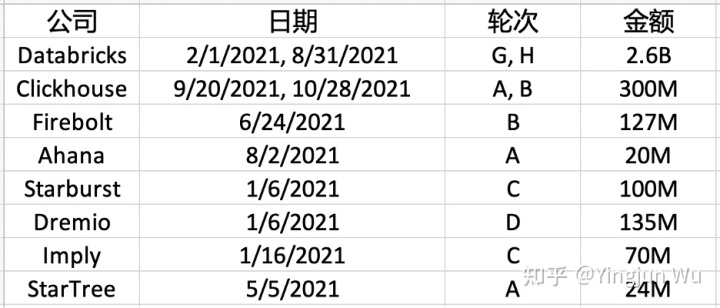 公司 日期 轮次 金额
Databricks 2/1/2021, 8/31/2021 G, H 2.6B
Clickhouse 9/20/2021, 10/28/2021 A, B 300M
Firebolt 6/24/2021 B 127M
Ahana 8/2/2021 A 20M
Starburst 1/6/2021 C 100M
Dremio 1/6/2021 D 135M
Imply 1/16/2021 C 70M
StarTree 5/5/2021 A 24M
知乎 @Yingjun Wu